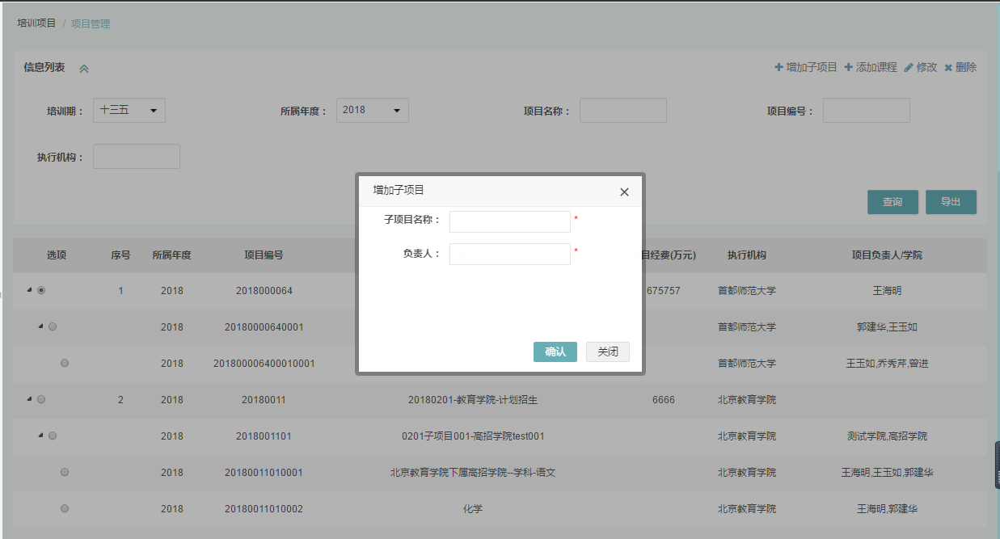 培训项目 / 项目管理
信息列表
增加子项目 添加课程 修改 删除
培训期： 十三五 所属年度： 2018 项目名称： 项目编号：
执行机构：
查询 导出
增加子项目
子项目名称： *
负责人： *
确认 关闭
选项 序号 所属年度 项目编号 目经费(万元) 执行机构 项目负责人/学院
1 2018 2018000064 675757 首都师范大学 王海明
2018 20180000640001 首都师范大学 郭建华,王玉如
2018 201800006400010001 首都师范大学 王玉如,乔秀芹,曾进
2 2018 20180011 20180201-教育学院-计划招生 6666 北京教育学院
2018 2018001101 0201子项目001-高招学院test001 北京教育学院 测试学院,高招学院
2018 20180011010001 北京教育学院下属高招学院--学科-语文 北京教育学院 王海明,王玉如,郭建华
2018 20180011010002 化学 北京教育学院 王海明,郭建华